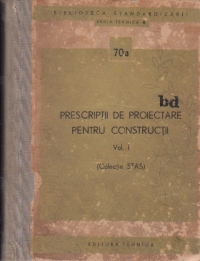 BIBLIOTECA STANDARDIZĂRII
SERIA TEHNICĂ B
70a
bd
PRESCRIPȚII DE PROIECTARE
PENTRU CONSTRUCȚII
Vol. I
(Colecție STAS)
EDITURA TEHNICĂ